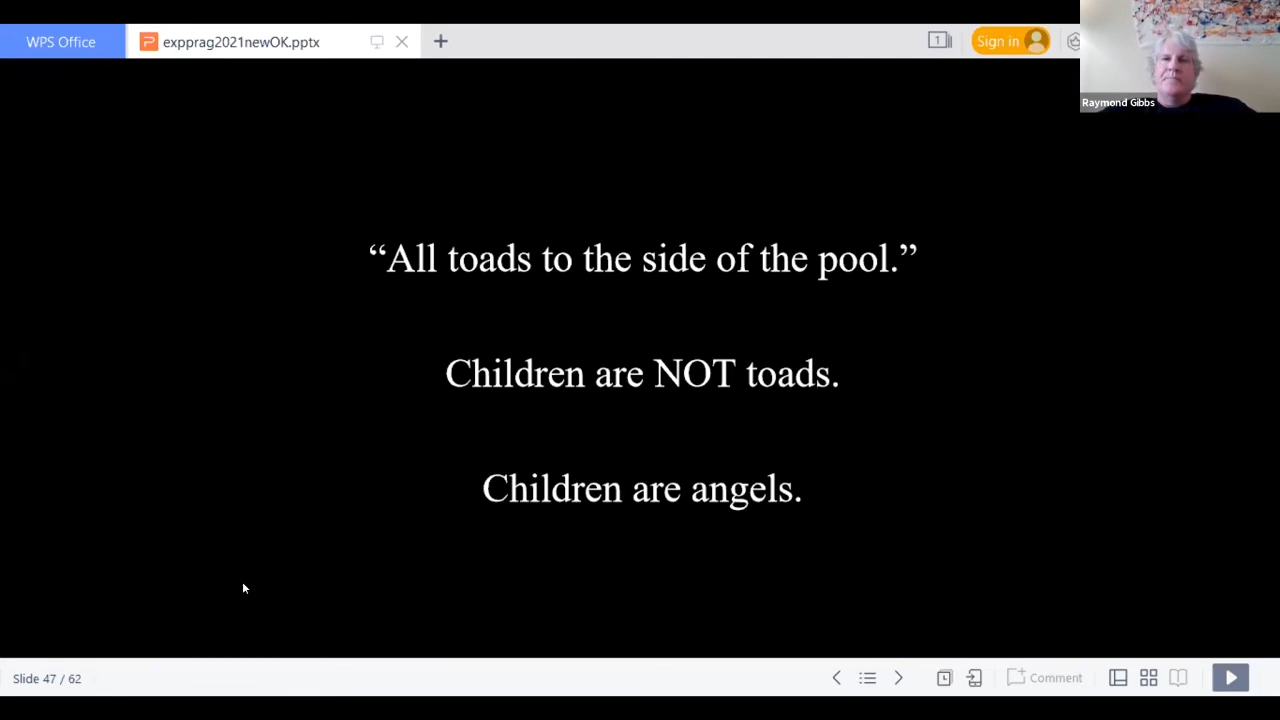 WPS Office
expprag2021newOK.pptx
1
Sign in
Raymond Gibbs
“All toads to the side of the pool.”
Children are NOT toads.
Children are angels.
Slide 47 / 62
Comment